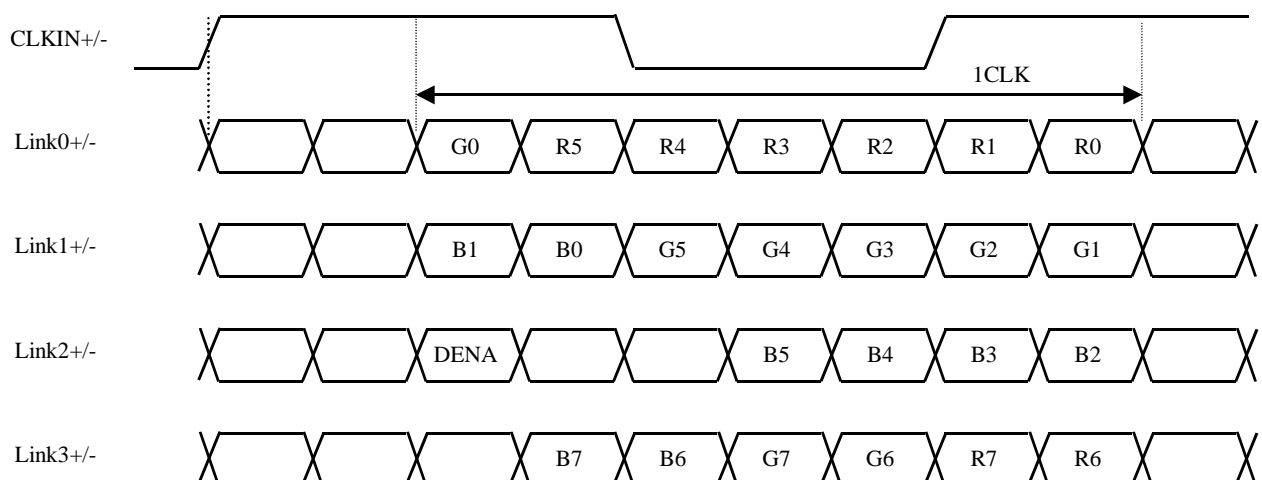 CLKIN+/-
1CLK
Link0+/- G0 R5 R4 R3 R2 R1 R0
Link1+/- B1 B0 G5 G4 G3 G2 G1
Link2+/- DENA B5 B4 B3 B2
Link3+/- B7 B6 G7 G6 R7 R6